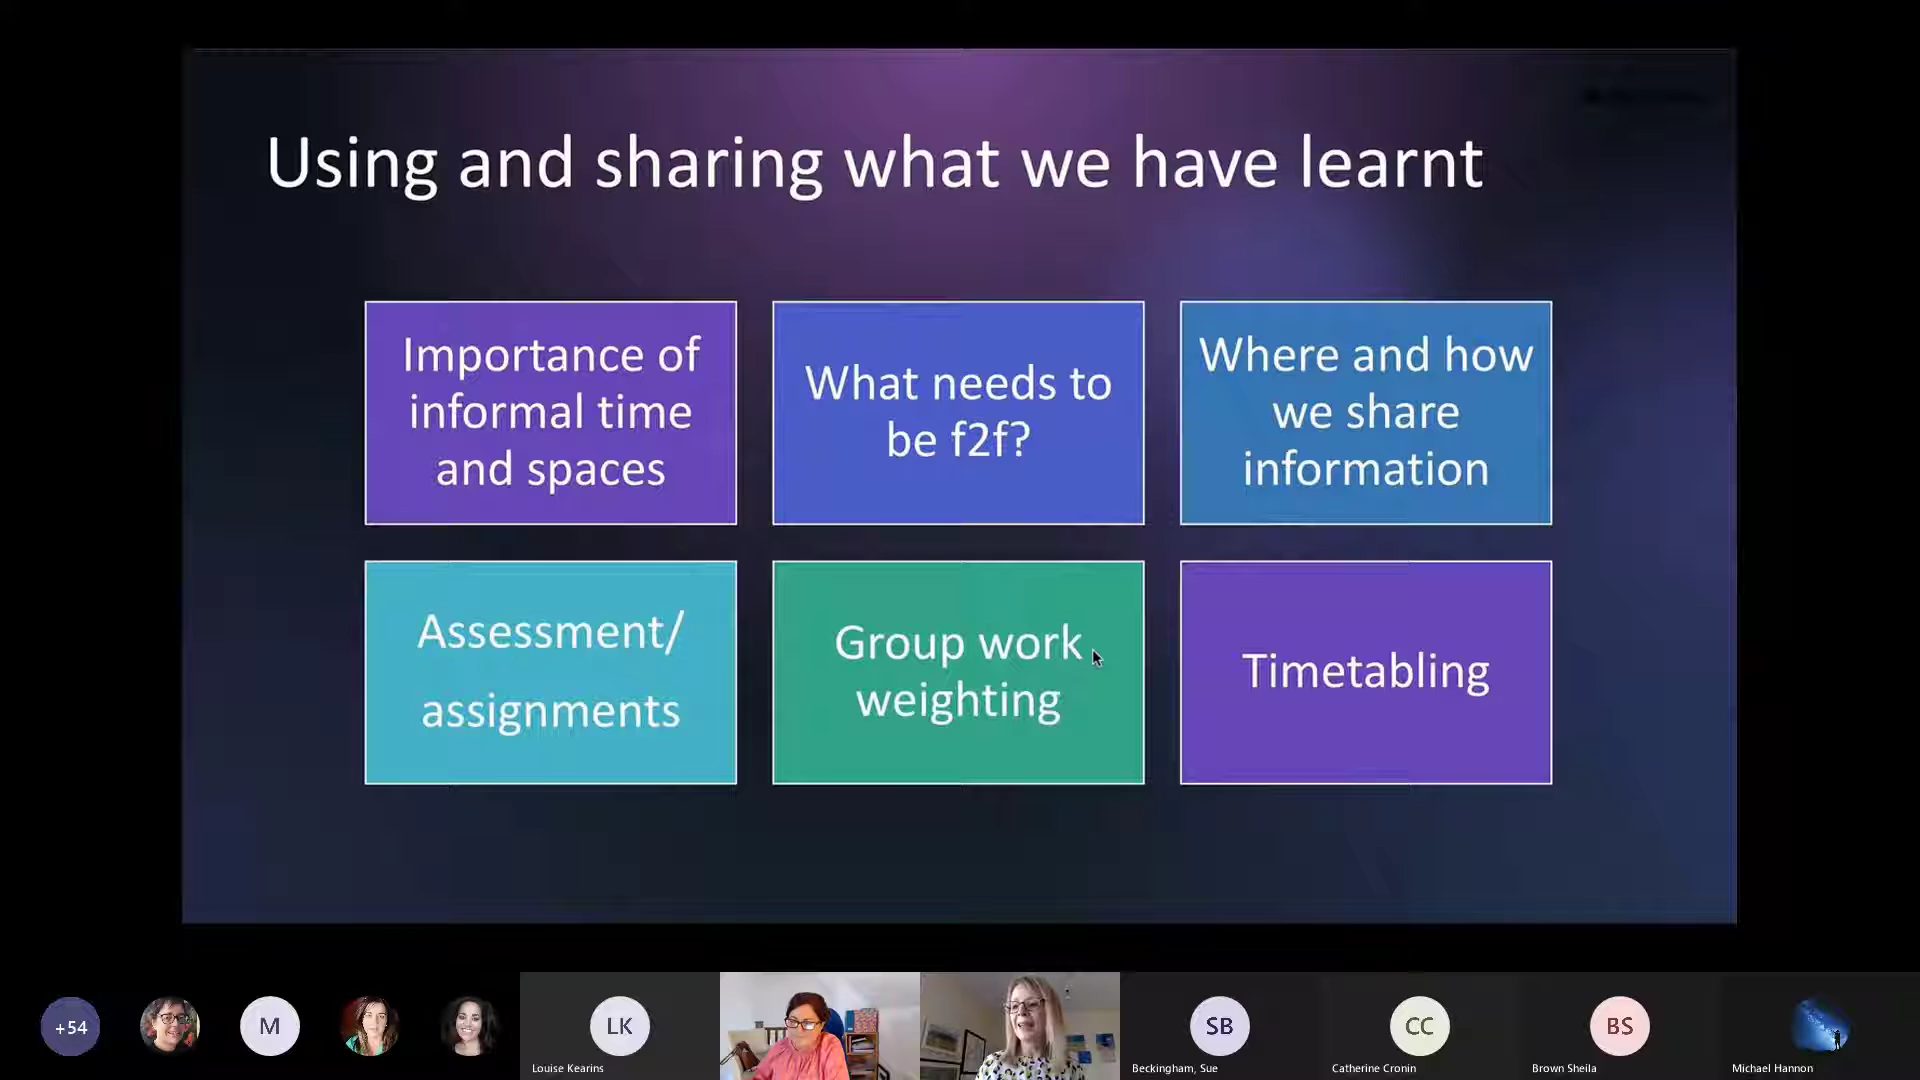 Using and sharing what we have learnt
Importance of
informal time
and spaces
What needs to
be f2f?
Where and how
we share
information
Assessment/
assignments
Group work
weighting
Timetabling
+54
M
LK
Louise Kearins
SB
Beckingham, Sue
CC
Catherine Cronin
BS
Brown Sheila
Michael Hannon